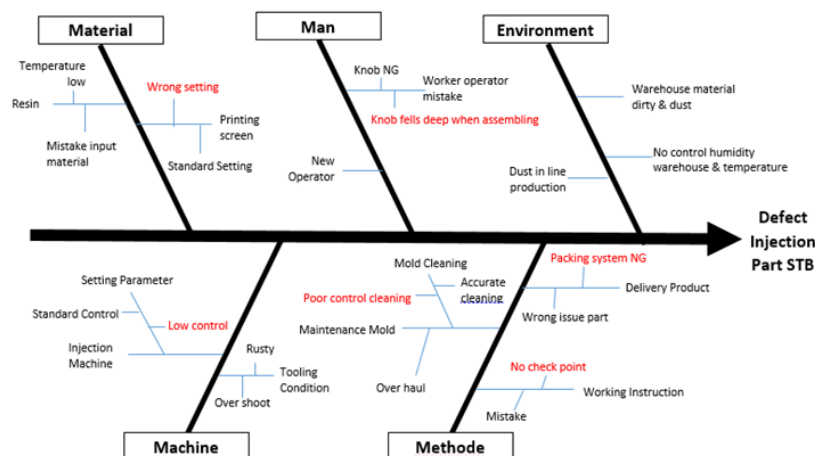 Material
Man
Environment
Temperature
low
Resin
Mistake input
material
Wrong setting
Printing
screen
Standard Setting
Knob NG
Worker operator
mistake
Knob fells deep when assembling
New
Operator
Warehouse material
dirty & dust
No control humidity
warehouse & temperature
Dust in line
production
Defect
Injection
Part STB
Setting Parameter
Standard Control
Low control
Injection
Machine
Rusty
Tooling
Condition
Over shoot
Mold Cleaning
Accurate
cleaning
Poor control cleaning
Maintenance Mold
Over haul
Packing system NG
Delivery Product
Wrong issue part
No check point
Working Instruction
Mistake
Machine
Methode